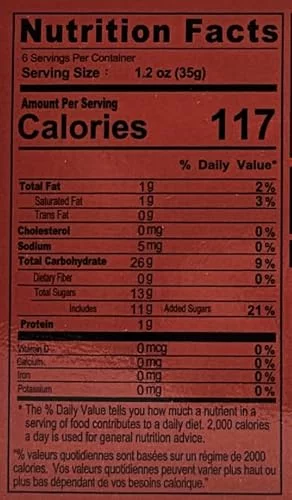 Nutrition Facts
6 Servings Per Container
Serving Size : 1.2 oz (35g)
Amount Per Serving
Calories 117
% Daily Value*
Total Fat 1g 2%
Saturated Fat 1g 3%
Trans Fat 0g
Cholesterol 0mg 0%
Sodium 5mg 0%
Total Carbohydrate 26g 9%
Dietary Fiber 0g 0%
Total Sugars 13g
Includes 11g Added Sugars 21%
Protein 1g
Vitamin D 0mcg 0%
Calcium 0mg 0%
Iron 0mg 0%
Potassium 0mg 0%
* The % Daily Value tells you how much a nutrient in a
serving of food contributes to a daily diet. 2,000 calories
a day is used for general nutrition advice.
"% valeurs quotidiennes sont basées sur un régime de 2000
calories. Vos valeurs quotidiennes peuvent varier plus haut ou
plus bas dépendant de vos besoins calorique."